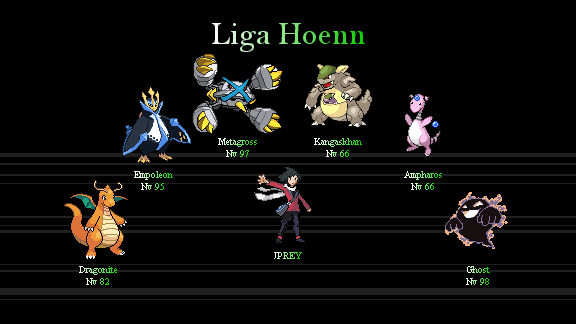 Liga Hoenn
Metagross
Nv 97
Kangaskhan
Nv 66
Empoleon
Nv 95
Ampharos
Nv 66
JPREY
Dragonite
Nv 82
Ghost
Nv 98